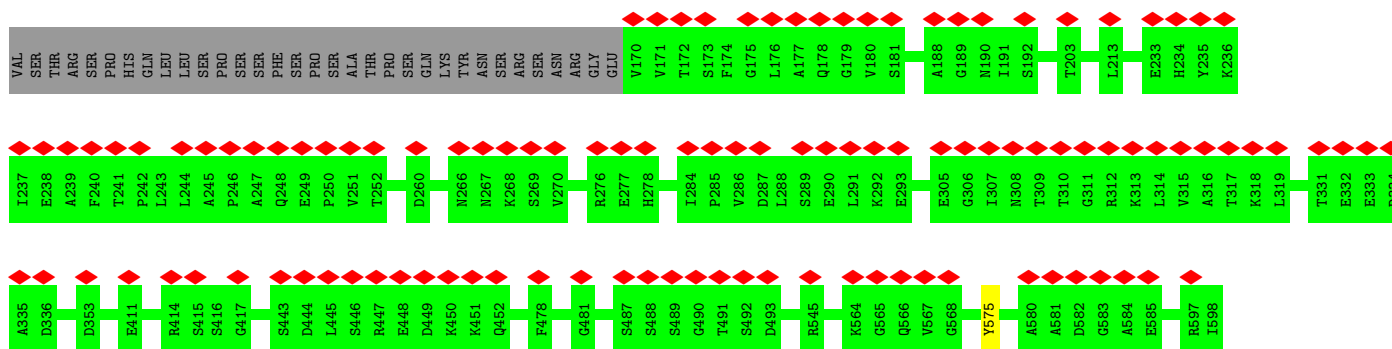 VAL SER THR ARG SER PRO HIS GLN LEU LEU SER PRO SER SER PHE SER PRO SER ALA THR PRO SER GLN LYS TYR ASN SER ARG SER ASN ARG GLY GLU V170 V171 T172 S173 F174 G175 L176 A177 Q178 G179 V180 S181 A188 G189 N190 I191 S192 T203 L213 E233 H234 Y235 K236
I237 E238 A239 F240 T241 P242 L243 L244 A245 P246 A247 Q248 E249 P250 V251 T252 D260 N266 N267 K268 S269 V270 R276 E277 H278 I284 P285 V286 D287 L288 S289 E290 L291 K292 E293 E305 G306 I307 N308 T309 T310 G311 R312 K313 L314 V315 A316 T317 K318 L319 T331 E332 E333
A335 D336 D353 E411 R414 S415 S416 G417 S443 D444 L445 S446 R447 E448 D449 K450 K451 Q452 F478 G481 S487 S488 S489 G490 T491 S492 D493 R545 K564 G565 Q566 V567 G568 Y575 A580 A581 D582 G583 A584 E585 R597 I598